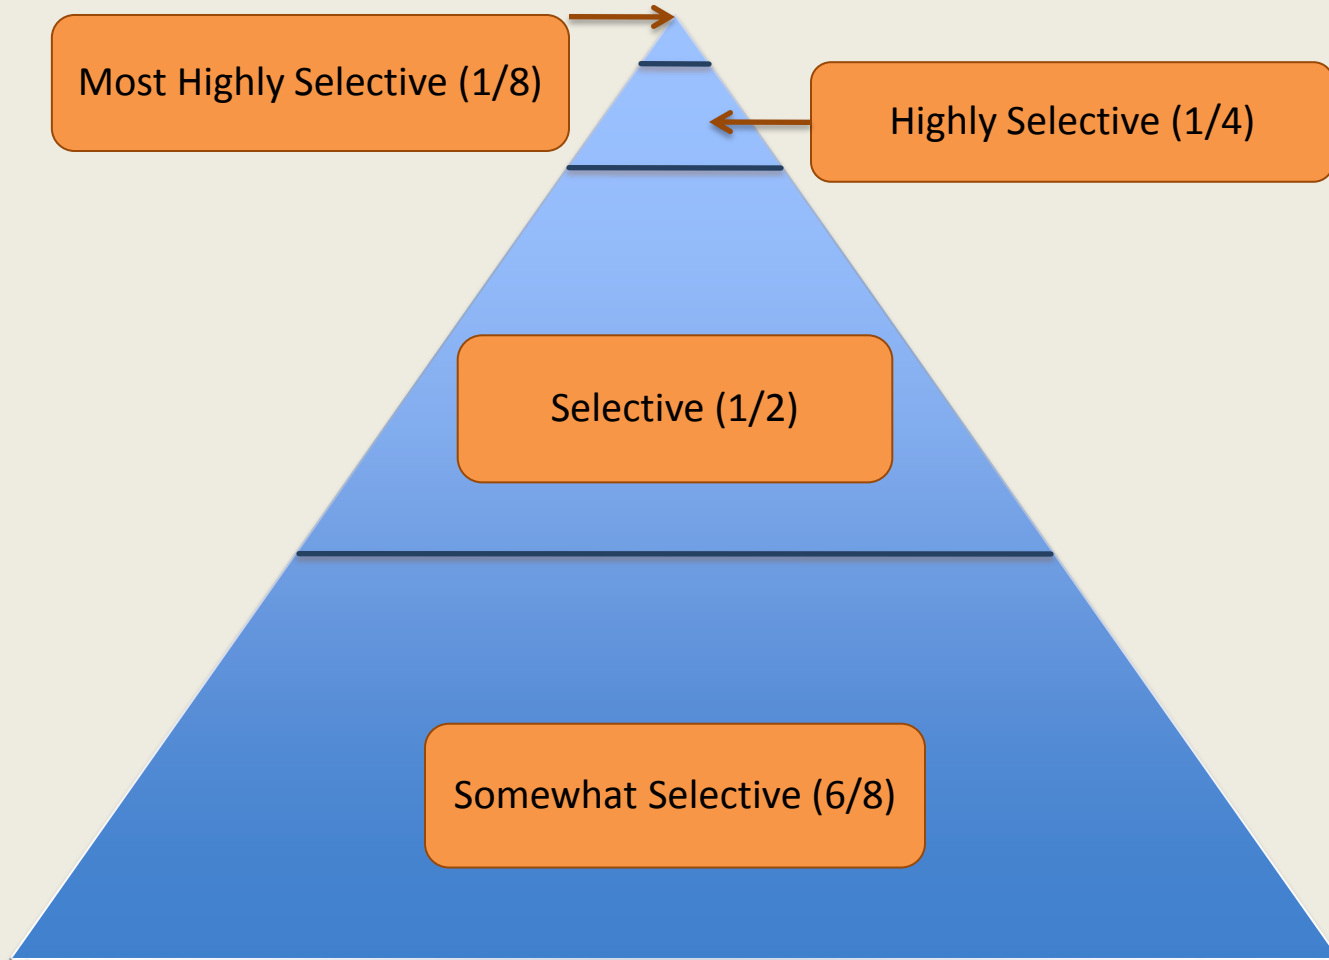 Most Highly Selective (1/8)
Highly Selective (1/4)
Selective (1/2)
Somewhat Selective (6/8)